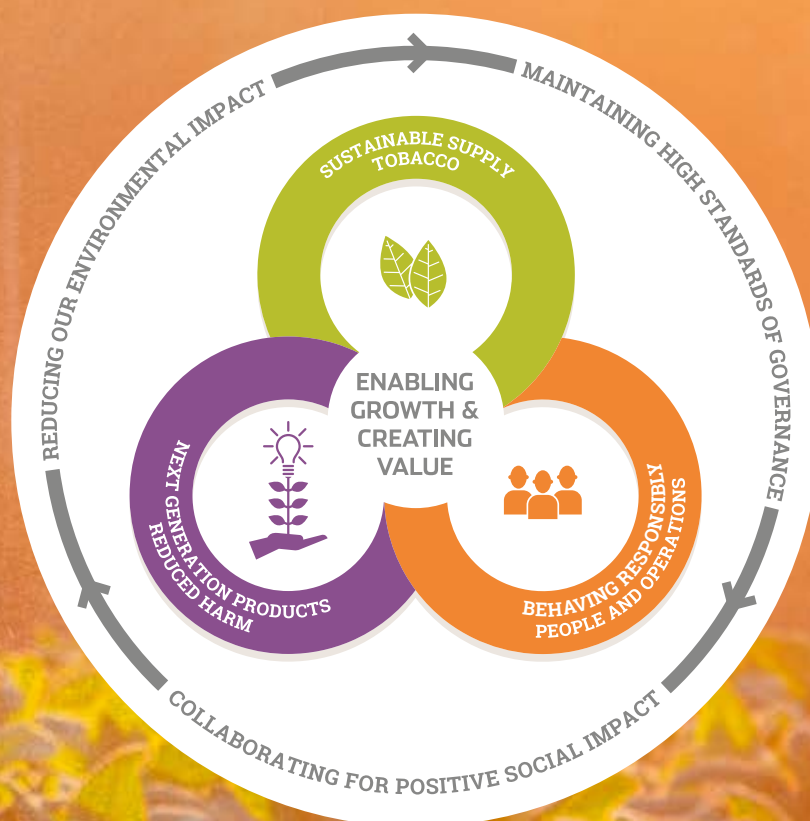 REDUCING OUR ENVIRONMENTAL IMPACT
MAINTAINING HIGH STANDARDS OF GOVERNANCE
COLLABORATING FOR POSITIVE SOCIAL IMPACT
SUSTAINABLE SUPPLY
TOBACCO
ENABLING
GROWTH &
CREATING
VALUE
NEXT GENERATION PRODUCTS
REDUCED HARM
BEHAVING RESPONSIBLY
PEOPLE AND OPERATIONS